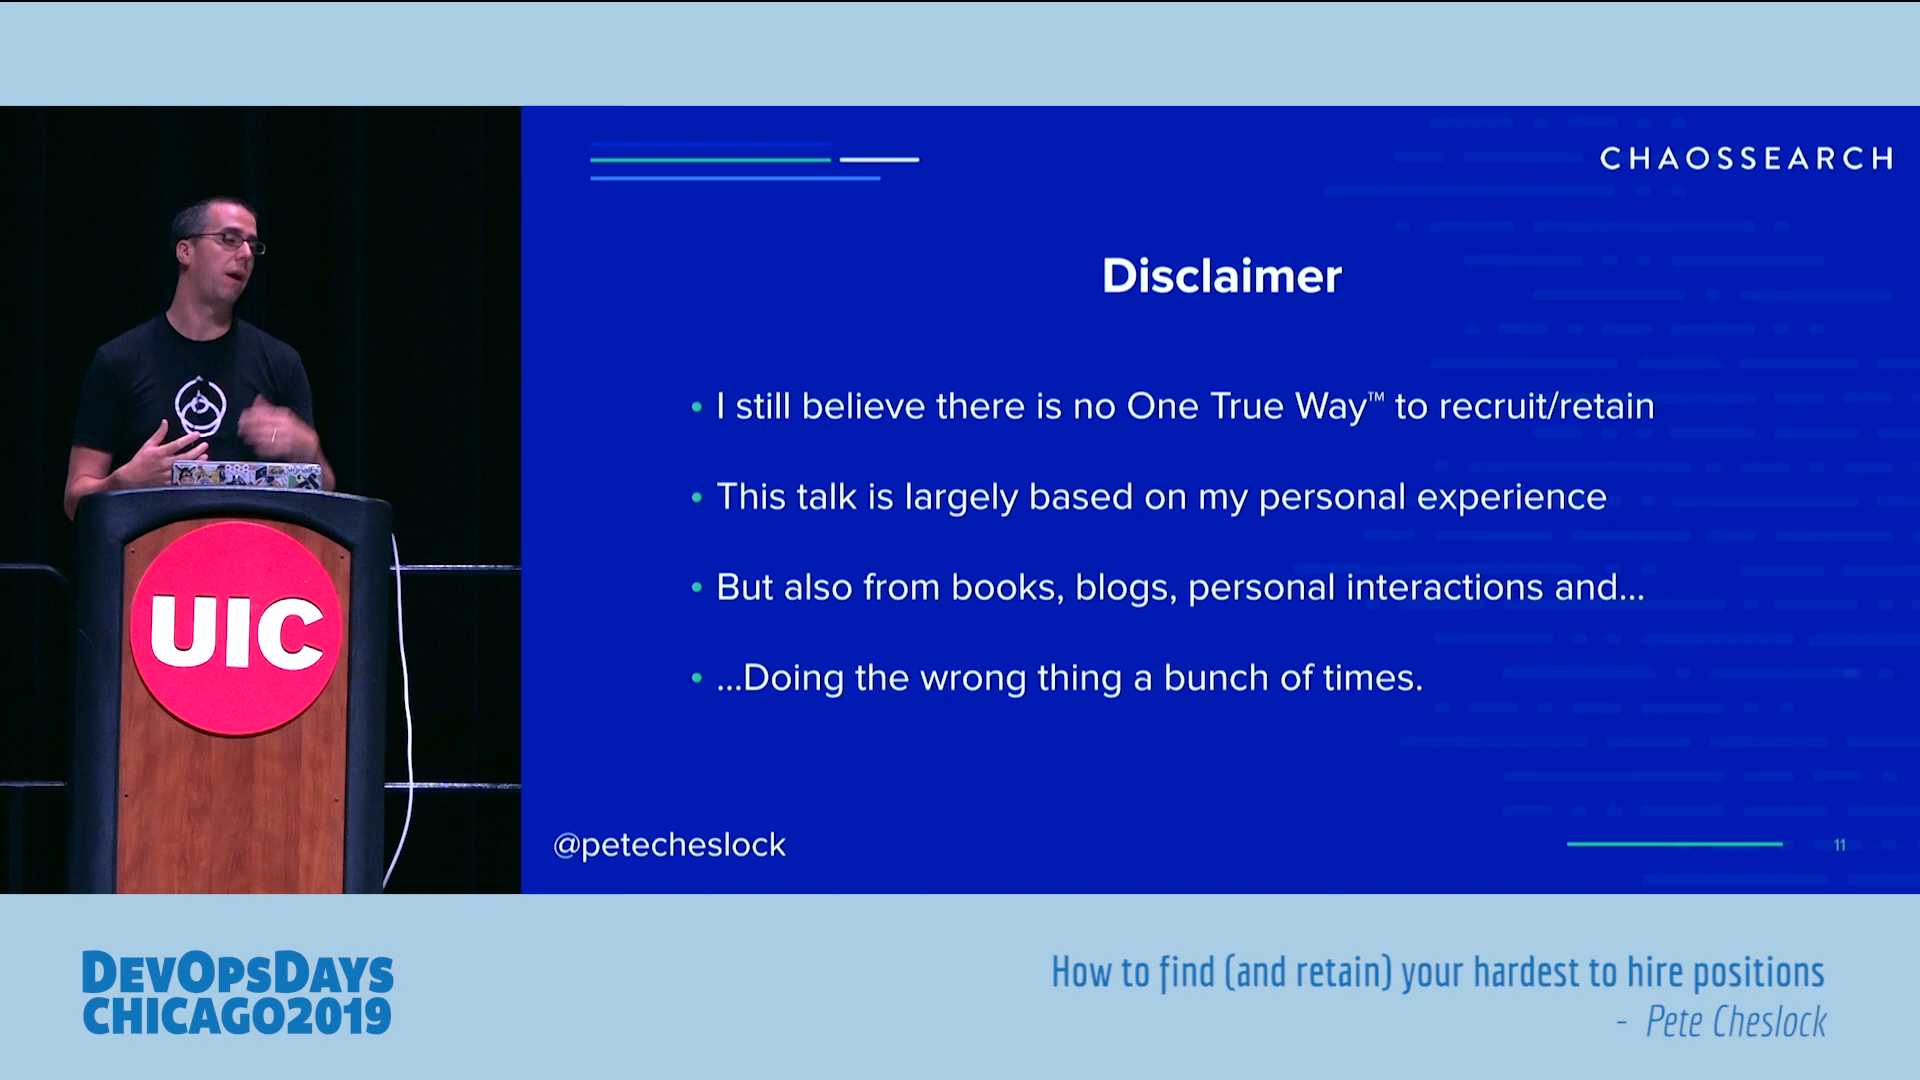 CHAOSSEARCH
Disclaimer
• I still believe there is no One True Way™ to recruit/retain
• This talk is largely based on my personal experience
• But also from books, blogs, personal interactions and...
• ...Doing the wrong thing a bunch of times.
@petecheslock
11
UIC
DEVOPSDAYS
CHICAGO2019
How to find (and retain) your hardest to hire positions
- Pete Cheslock